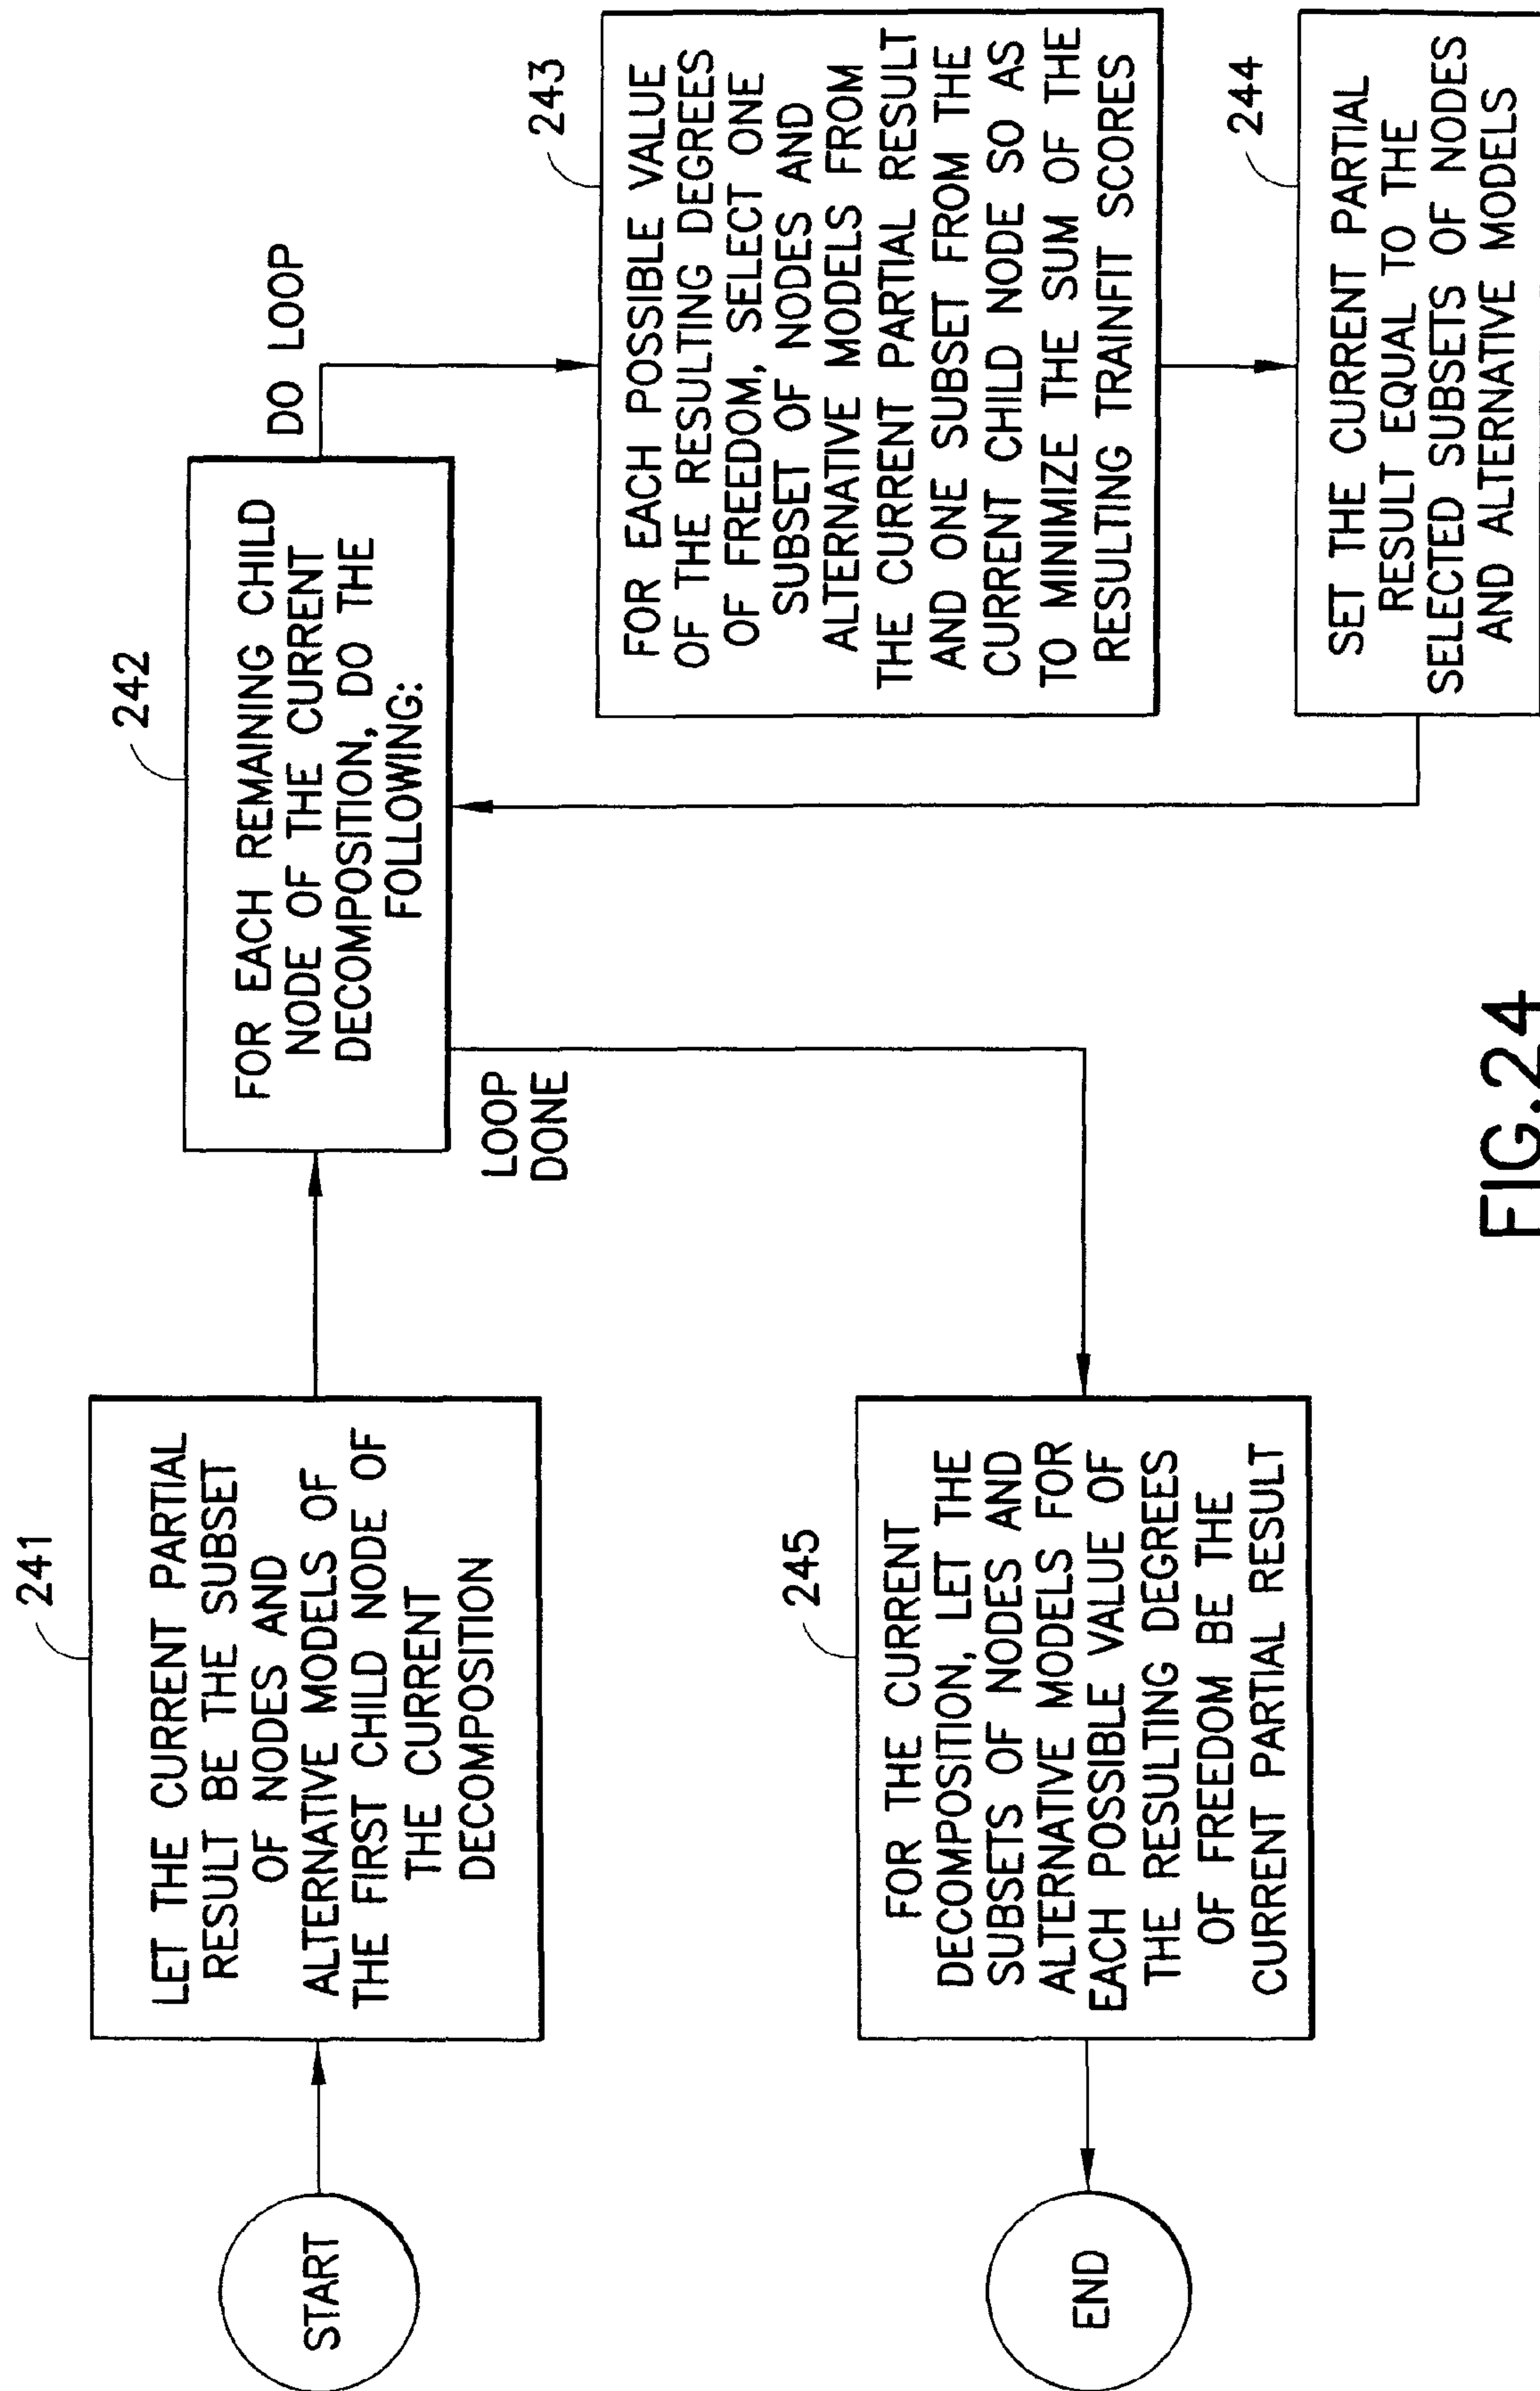 START
241
LET THE CURRENT PARTIAL
RESULT BE THE SUBSET
OF NODES AND
ALTERNATIVE MODELS OF
THE FIRST CHILD NODE OF
THE CURRENT
DECOMPOSITION
242
FOR EACH REMAINING CHILD
NODE OF THE CURRENT
DECOMPOSITION, DO THE
FOLLOWING:
DO LOOP
243
FOR EACH POSSIBLE VALUE
OF THE RESULTING DEGREES
OF FREEDOM, SELECT ONE
SUBSET OF NODES AND
ALTERNATIVE MODELS FROM
THE CURRENT PARTIAL RESULT
AND ONE SUBSET FROM THE
CURRENT CHILD NODE SO AS
TO MINIMIZE THE SUM OF THE
RESULTING TRAINFIT SCORES
244
SET THE CURRENT PARTIAL
RESULT EQUAL TO THE
SELECTED SUBSETS OF NODES
AND ALTERNATIVE MODELS
LOOP
DONE
245
FOR THE CURRENT
DECOMPOSITION, LET THE
SUBSETS OF NODES AND
ALTERNATIVE MODELS FOR
EACH POSSIBLE VALUE OF
THE RESULTING DEGREES
OF FREEDOM BE THE
CURRENT PARTIAL RESULT
END
FIG.24